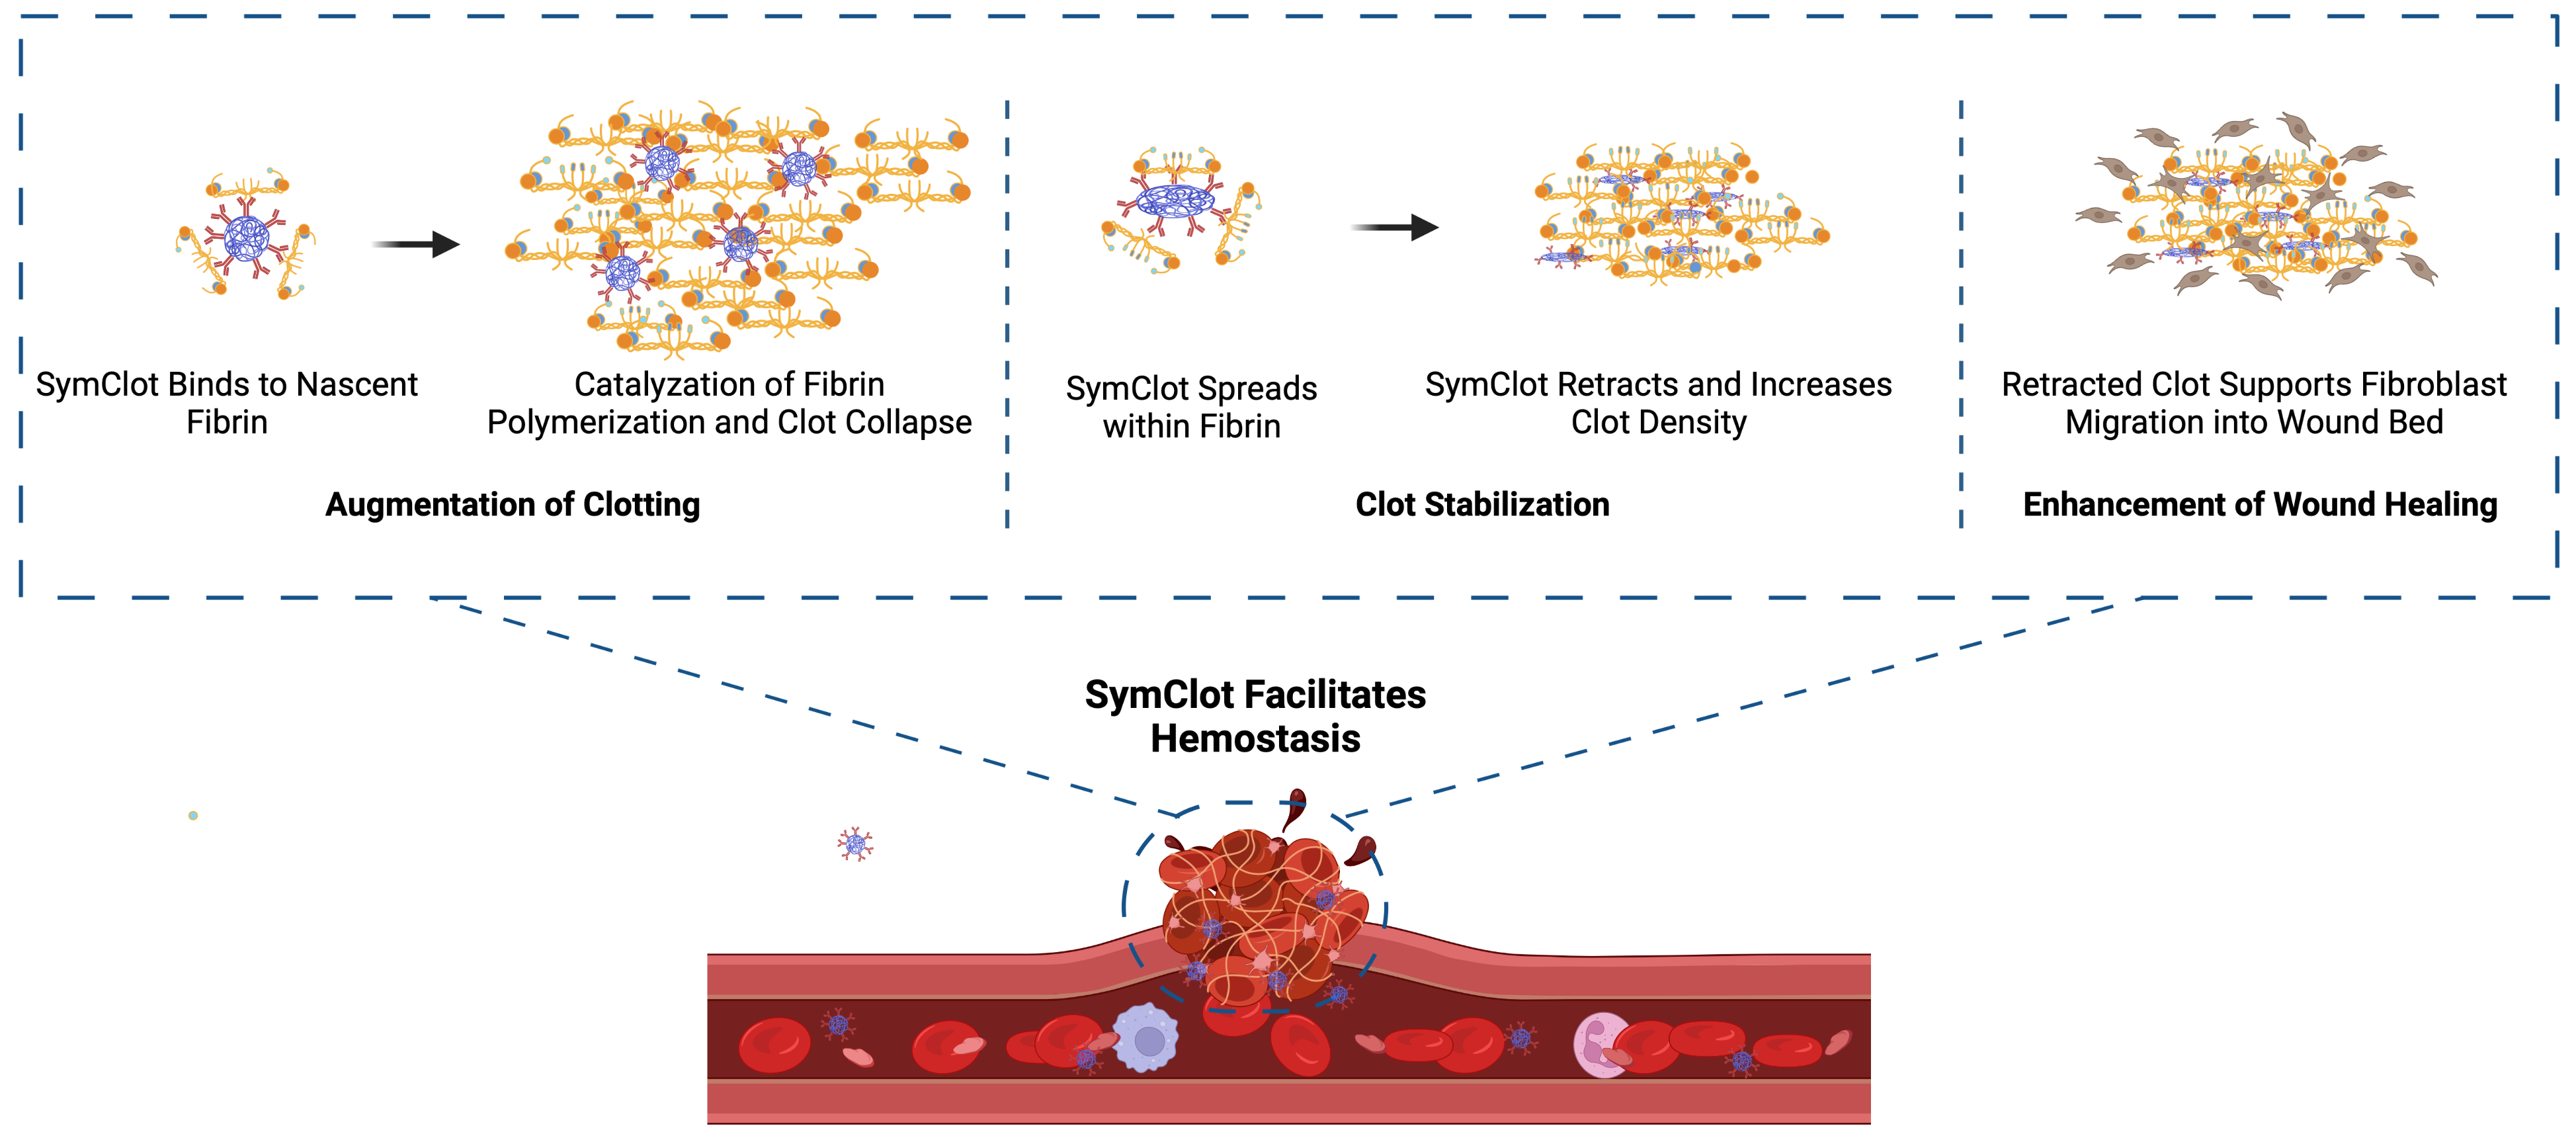 SymClot Binds to Nascent
Fibrin
Catalyzation of Fibrin
Polymerization and Clot Collapse
Augmentation of Clotting
SymClot Spreads
within Fibrin
SymClot Retracts and Increases
Clot Density
Clot Stabilization
Retracted Clot Supports Fibroblast
Migration into Wound Bed
Enhancement of Wound Healing
SymClot Facilitates
Hemostasis